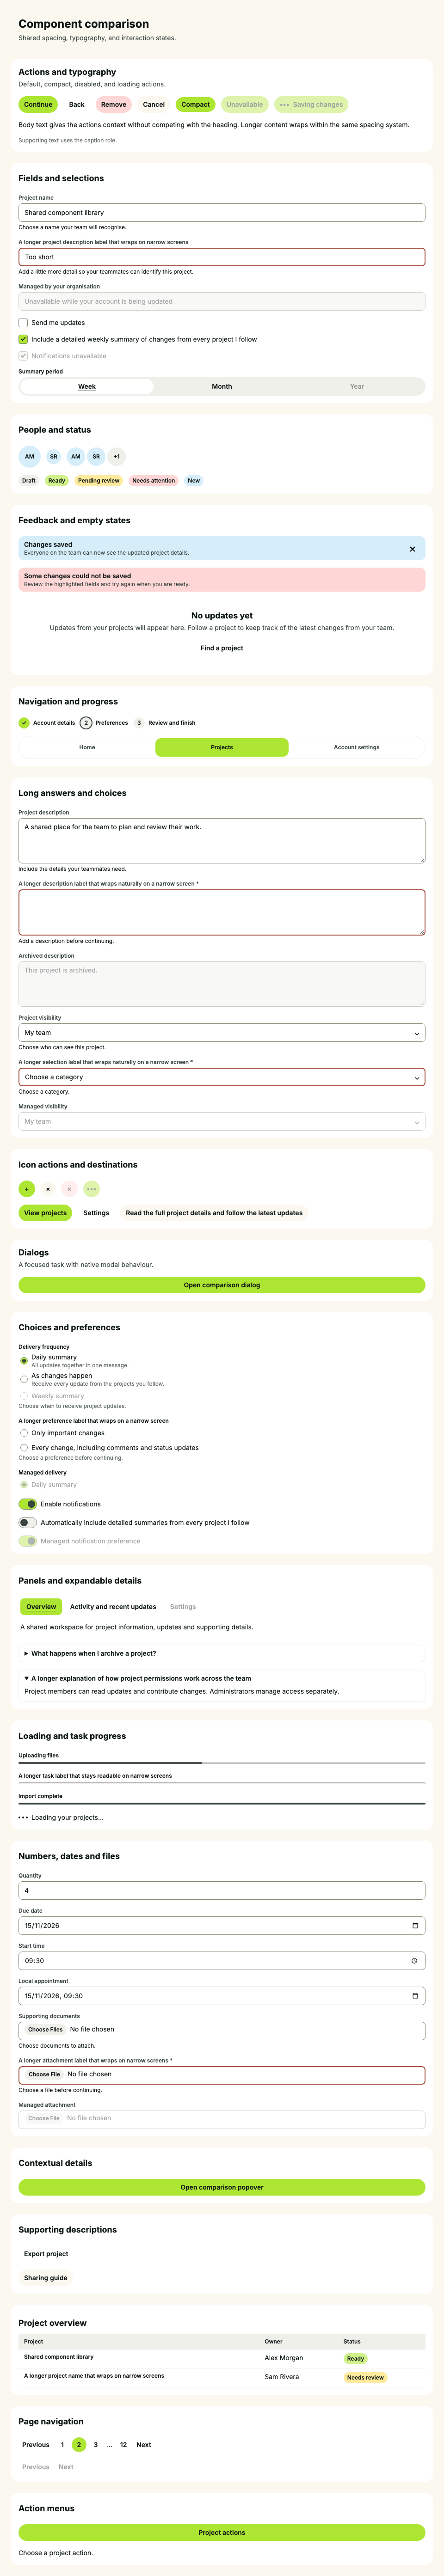 Component comparison
Shared spacing, typography, and interaction states.
Actions and typography
Default, compact, disabled, and loading actions.
Continue Back Remove Cancel Compact Unavailable Saving changes
Body text gives the actions context without competing with the heading. Longer content wraps within the same spacing system.
Supporting text uses the caption role.
Fields and selections
Project name
Shared component library
Choose a name your team will recognise.
A longer project description label that wraps on narrow screens
Too short
Add a little more detail so your teammates can identify this project.
Managed by your organisation
Unavailable while your account is being updated
Send me updates
Include a detailed weekly summary of changes from every project I follow
Notifications unavailable
Summary period
Week Month Year
People and status
AM SR AM SR +1
Draft Ready Pending review Needs attention New
Feedback and empty states
Changes saved
Everyone on the team can now see the updated project details.
Some changes could not be saved
Review the highlighted fields and try again when you are ready.
No updates yet
Updates from your projects will appear here. Follow a project to keep track of the latest changes from your team.
Find a project
Navigation and progress
Account details 2 Preferences 3 Review and finish
Home Projects Account settings
Long answers and choices
Project description
A shared place for the team to plan and review their work.
Include the details your teammates need.
A longer description label that wraps naturally on a narrow screen *
Add a description before continuing.
Archived description
This project is archived.
Project visibility
My team
Choose who can see this project.
A longer selection label that wraps naturally on a narrow screen *
Choose a category
Choose a category.
Managed visibility
My team
Icon actions and destinations
View projects Settings Read the full project details and follow the latest updates
Dialogs
A focused task with native modal behaviour.
Open comparison dialog
Choices and preferences
Delivery frequency
Daily summary
All updates together in one message.
As changes happen
Receive every update from the projects you follow.
Weekly summary
Choose when to receive project updates.
A longer preference label that wraps on a narrow screen
Only important changes
Every change, including comments and status updates
Choose a preference before continuing.
Managed delivery
Daily summary
Enable notifications
Automatically include detailed summaries from every project I follow
Managed notification preference
Panels and expandable details
Overview Activity and recent updates Settings
A shared workspace for project information, updates and supporting details.
What happens when I archive a project?
A longer explanation of how project permissions work across the team
Project members can read updates and contribute changes. Administrators manage access separately.
Loading and task progress
Uploading files
A longer task label that stays readable on narrow screens
Import complete
Loading your projects...
Numbers, dates and files
Quantity
4
Due date
15/11/2026
Start time
09:30
Local appointment
15/11/2026, 09:30
Supporting documents
Choose Files No file chosen
Choose documents to attach.
A longer attachment label that wraps on narrow screens *
Choose File No file chosen
Choose a file before continuing.
Managed attachment
Choose File No file chosen
Contextual details
Open comparison popover
Supporting descriptions
Export project
Sharing guide
Project overview
Project Owner Status
Shared component library Alex Morgan Ready
A longer project name that wraps on narrow screens Sam Rivera Needs review
Page navigation
Previous 1 2 3 ... 12 Next
Previous Next
Action menus
Project actions
Choose a project action.